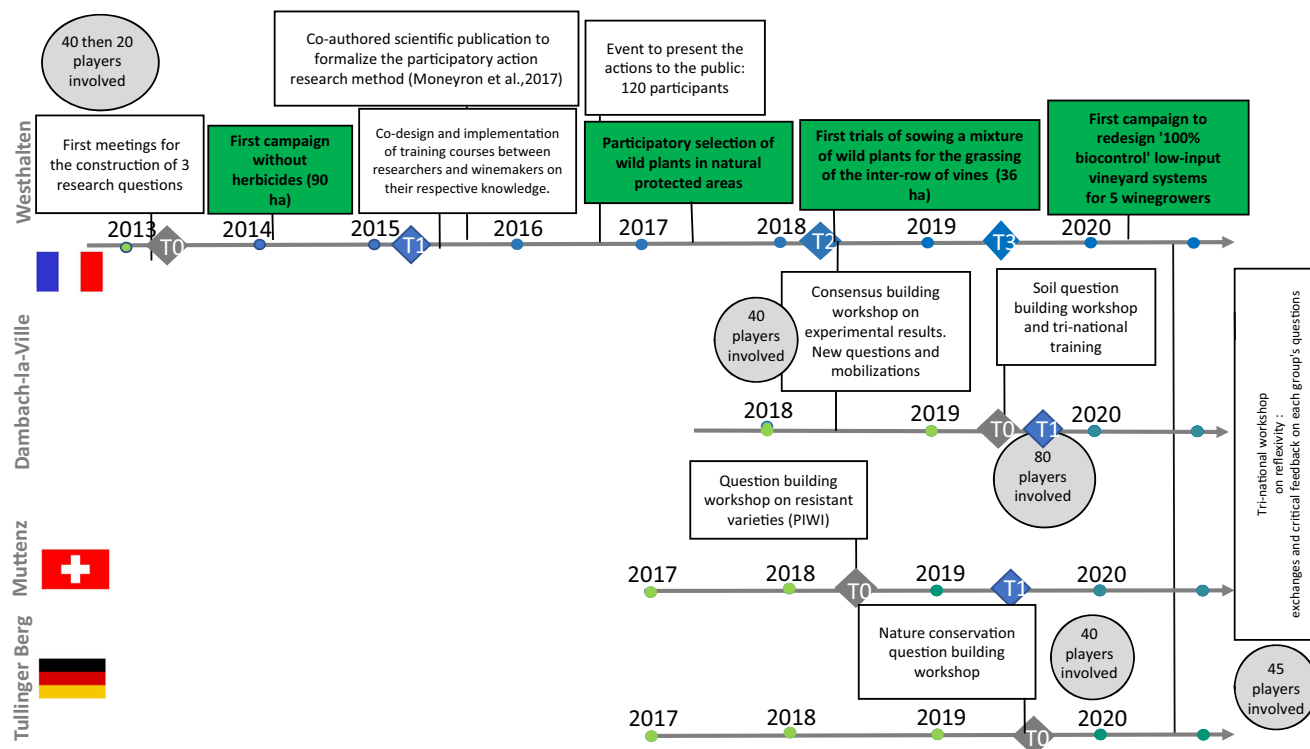 40 then 20
players
involved
Co-authored scientific publication to
formalize the participatory action
research method (Moneyron et al.,2017)
Event to present the
actions to the public:
120 participants
Westhalten
First meetings for
the construction of 3
research questions
First campaign
without
herbicides (90
ha)
Co-design and implementation
of training courses between
researchers and winemakers on
their respective knowledge.
Participatory selection of
wild plants in natural
protected areas
First trials of sowing a mixture
of wild plants for the grassing
of the inter-row of vines (36
ha)
First campaign to
redesign '100%
biocontrol' low-input
vineyard systems
for 5 winegrowers
2013
2014
2015
2016
2017
2018
2019
2020
T0
T1
T2
T3
Dambach-la-Ville
40
players
involved
Consensus building
workshop on
experimental results.
New questions and
mobilizations
Soil question
building workshop
and tri-national
training
2018
2019
2020
T0
T1
80
players
involved
Tri-national workshop
on reflexivity :
exchanges and critical feedback on each group's questions
Muttenz
Question building
workshop on resistant
varieties (PIWI)
2017
2018
2019
2020
T0
T1
Tullinger Berg
Nature conservation
question building
workshop
40
players
involved
45
players
involved
2017
2018
2019
2020
T0